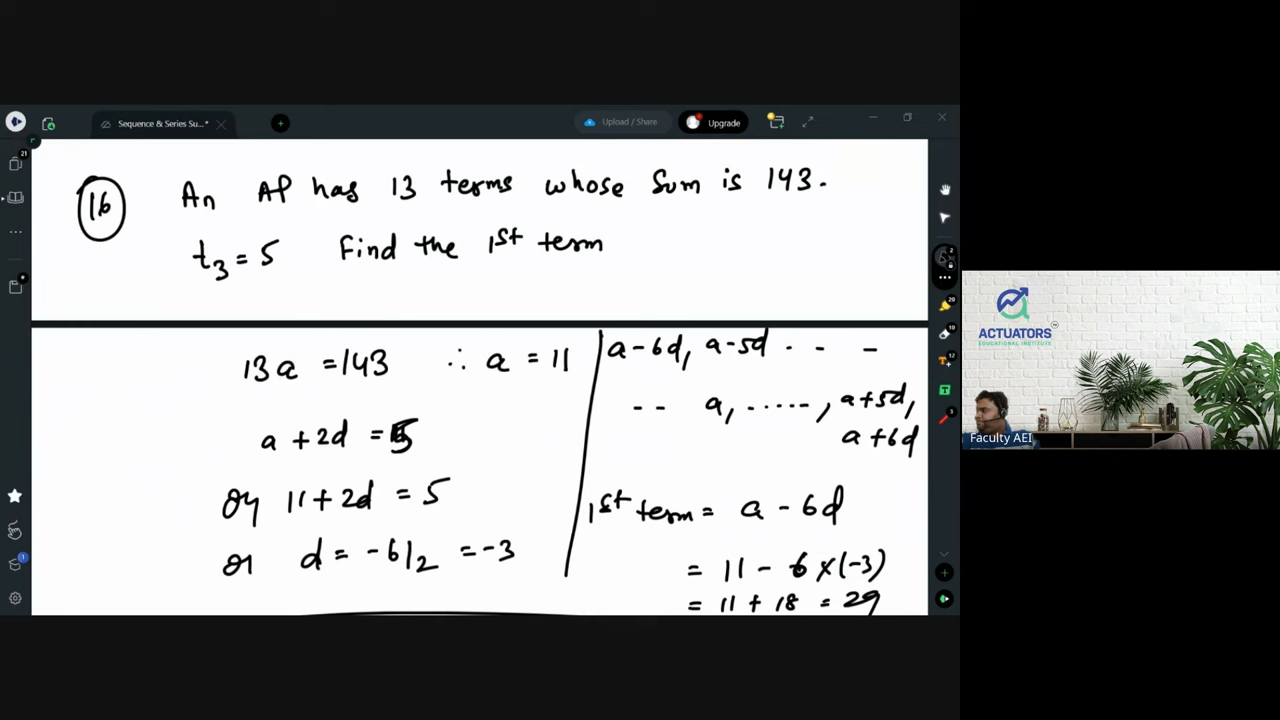 Sequence & Series Su...*
Upload / Share
Upgrade
16 An AP has 13 terms whose sum is 143.
t₃ = 5 Find the 1st term
13a = 143 ∴ a = 11
a + 2d = 5
or 11 + 2d = 5
or d = -6/2 = -3
a-6d, a-5d . - -
-- a, ....., a+5d,
a+6d
1st term = a - 6d
= 11 - 6 × (-3)
= 11 + 18 = 29
ACTUATORS
EDUCATIONAL INSTITUTE
Faculty AEI